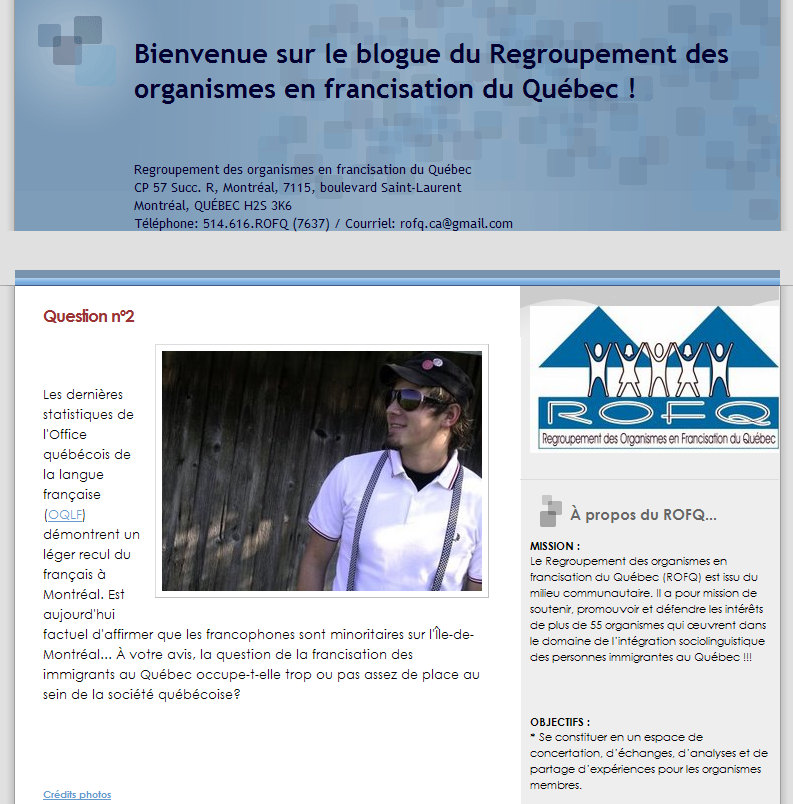 Bienvenue sur le blogue du Regroupement des
organismes en francisation du Québec !
Regroupement des organismes en francisation du Québec
CP 57 Succ. R, Montréal, 7115, boulevard Saint-Laurent
Montréal, QUÉBEC H2S 3K6
Téléphone: 514.616.ROFQ (7637) / Courriel: rofq.ca@gmail.com
Question n°2
Les dernières
statistiques de
l'Office
québécois de
la langue
française
(OQLF)
démontrent un
léger recul du
français à
Montréal. Est
aujourd'hui
factuel d'affirmer que les francophones sont minoritaires sur l'Île-de-
Montréal... À votre avis, la question de la francisation des
immigrants au Québec occupe-t-elle trop ou pas assez de place au
sein de la société québécoise?
Crédits photos
ROFQ
Regroupement des Organismes en Francisation du Québec
À propos du ROFQ...
MISSION :
Le Regroupement des organismes en
francisation du Québec (ROFQ) est issu du
milieu communautaire. Il a pour mission de
soutenir, promouvoir et défendre les intérêts
de plus de 55 organismes qui œuvrent dans
le domaine de l'intégration sociolinguistique
des personnes immigrantes au Québec !!!
OBJECTIFS :
* Se constituer en un espace de
concertation, d'échanges, d'analyses et de
partage d'expériences pour les organismes
membres.